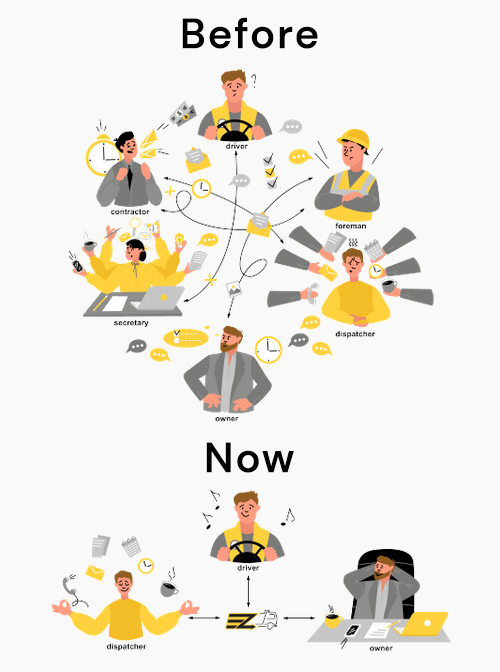 Before
driver
contractor
foreman
secretary
dispatcher
owner
Now
driver
dispatcher
owner